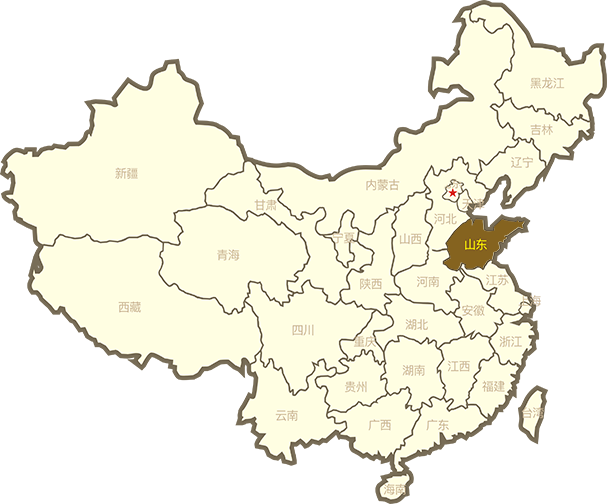 黑龙江
吉林
辽宁
新疆
内蒙古
天津
甘肃
河北
山西
宁夏
山东
青海
陕西
河南
江苏
西藏
安徽
上海
湖北
四川
重庆
浙江
江西
湖南
贵州
福建
云南
台湾
广西
广东
海南